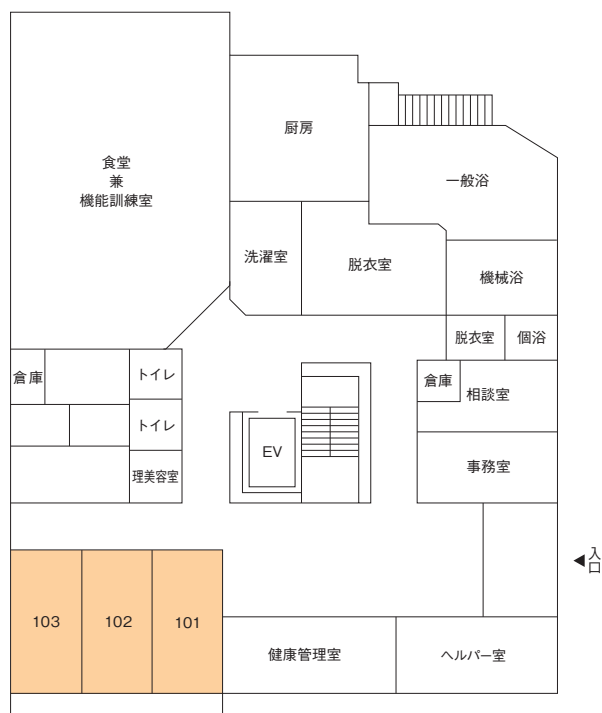 厨房
食堂
兼
機能訓練室
一般浴
洗濯室
脱衣室
機械浴
脱衣室
個浴
倉庫
トイレ
倉庫
相談室
トイレ
EV
理美容室
事務室
入口
103
102
101
健康管理室
ヘルパー室